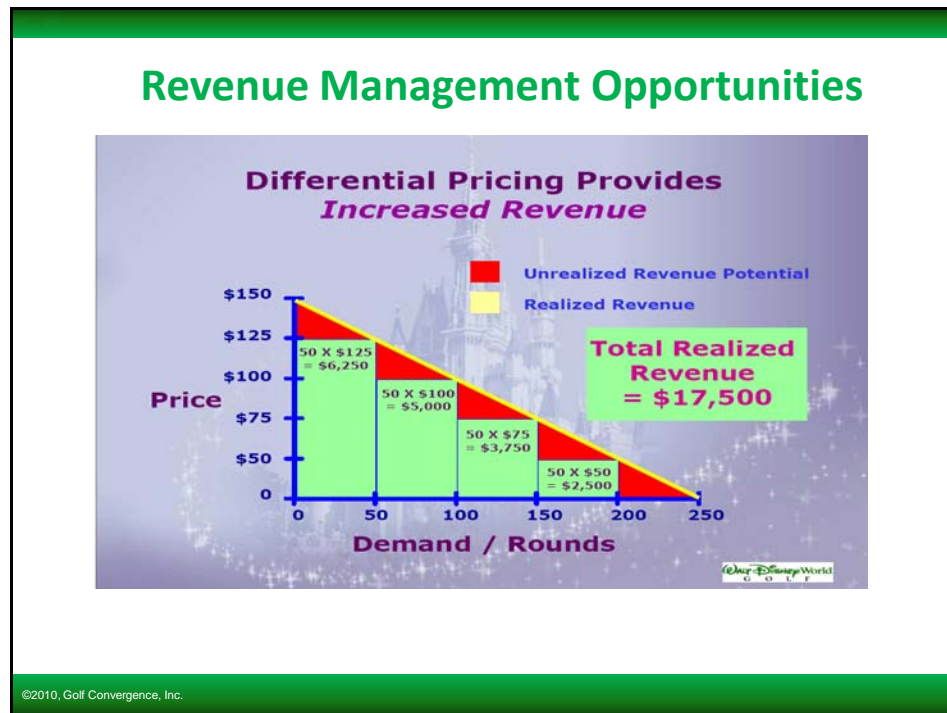 Revenue Management Opportunities
Differential Pricing Provides
Increased Revenue
Unrealized Revenue Potential
Realized Revenue
Total Realized
Revenue
= $17,500
Price
$150
$125
$100
$75
$50
0
50 X $125
= $6,250
50 X $100
= $5,000
50 X $75
= $3,750
50 X $50
= $2,500
0 50 100 150 200 250
Demand / Rounds
Walt Disney World
GOLF
©2010, Golf Convergence, Inc.